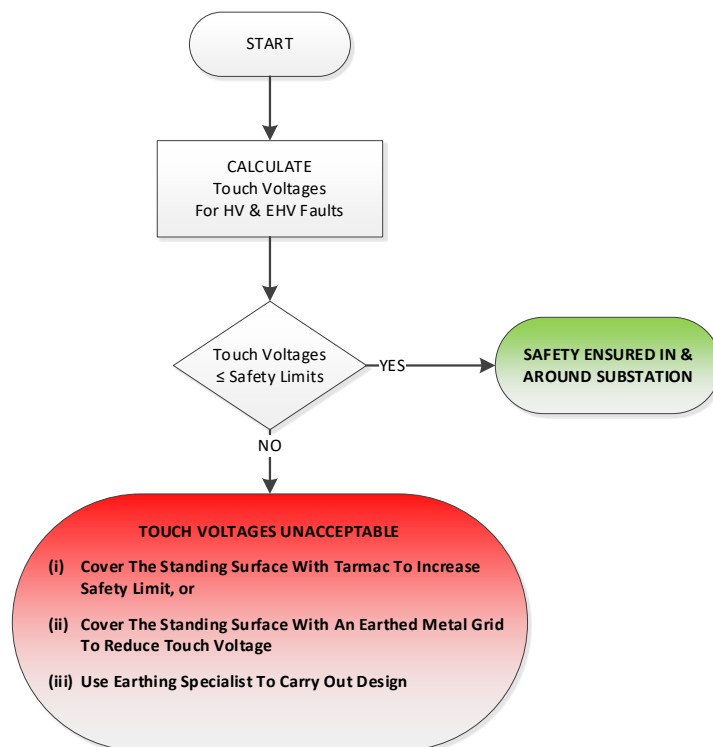 START
CALCULATE
Touch Voltages
For HV & EHV Faults
Touch Voltages
≤ Safety Limits
YES
SAFETY ENSURED IN &
AROUND SUBSTATION
NO
TOUCH VOLTAGES UNACCEPTABLE
(i) Cover The Standing Surface With Tarmac To Increase
Safety Limit, or
(ii) Cover The Standing Surface With An Earthed Metal Grid
To Reduce Touch Voltage
(iii) Use Earthing Specialist To Carry Out Design